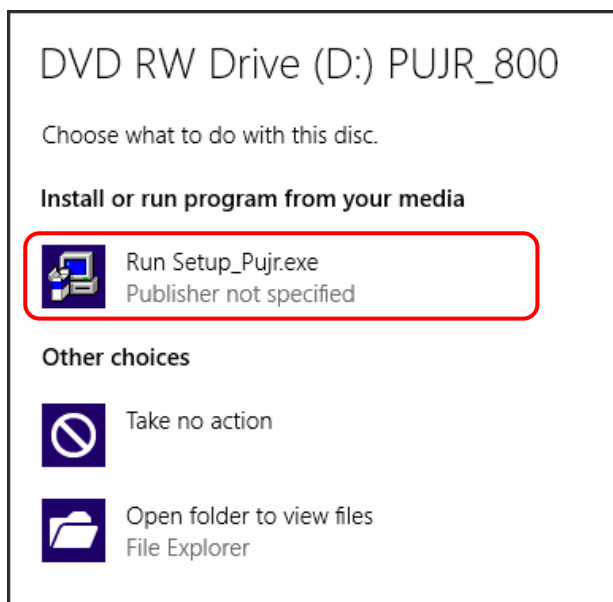 DVD RW Drive (D:) PUJR_800
Choose what to do with this disc.
Install or run program from your media
Run Setup_Pujr.exe
Publisher not specified
Other choices
Take no action
Open folder to view files
File Explorer